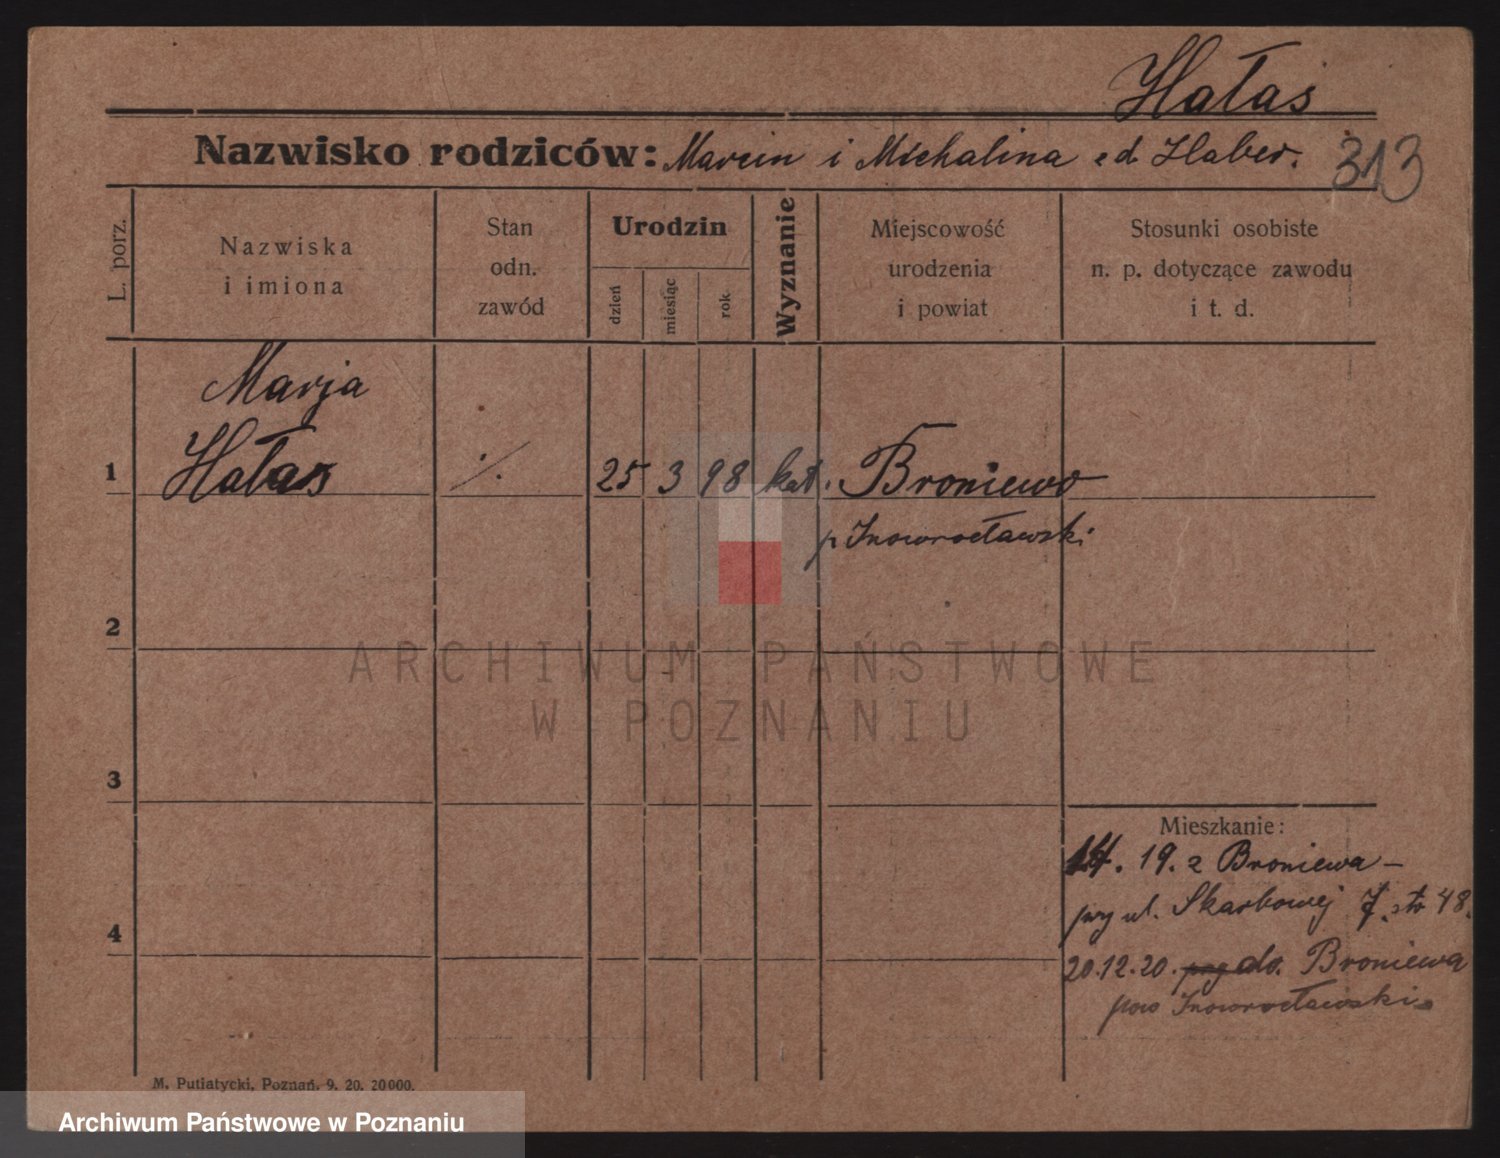 Hałas
Nazwisko rodziców: Marcin i Michalina z d. Haber.
313
L. porz.
Nazwiska
i imiona
Stan
odn.
zawód
Urodzin
dzień
miesiąc
rok
Wyznanie
Miejscowość
urodzenia
i powiat
Stosunki osobiste
n. p. dotyczące zawodu
i t. d.
Marja
1 Hałas ./. 25 3 98 kat. Broniewo
p. Inowrocławski
2
3
4
ARCHIWUM PAŃSTWOWE
W POZNANIU
Mieszkanie:
19. z Broniewa –
przy ul. Skarbowej 7. 48.
20.12.20. do. Broniewa
pow Inowrocławski
M. Putiatycki, Poznań. 9. 20. 20000.
Archiwum Państwowe w Poznaniu